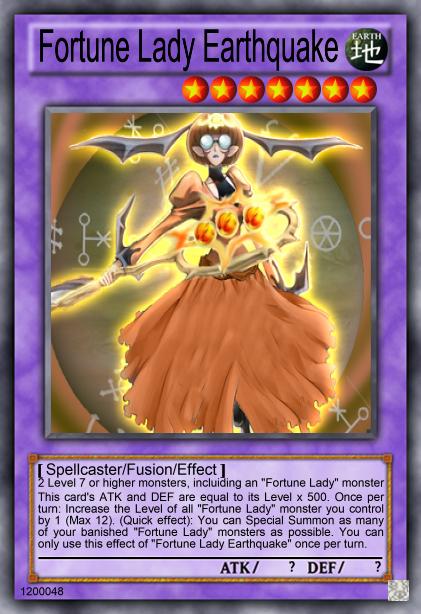 Fortune Lady Earthquake
EARTH
地
[ Spellcaster/Fusion/Effect ]
2 Level 7 or higher monsters, incluiding an "Fortune Lady" monster
This card's ATK and DEF are equal to its Level x 500. Once per
turn: Increase the Level of all "Fortune Lady" monster you control
by 1 (Max 12). (Quick effect): You can Special Summon as many
of your banished "Fortune Lady" monsters as possible. You can
only use this effect of "Fortune Lady Earthquake" once per turn.
ATK/ ? DEF/ ?
1200048